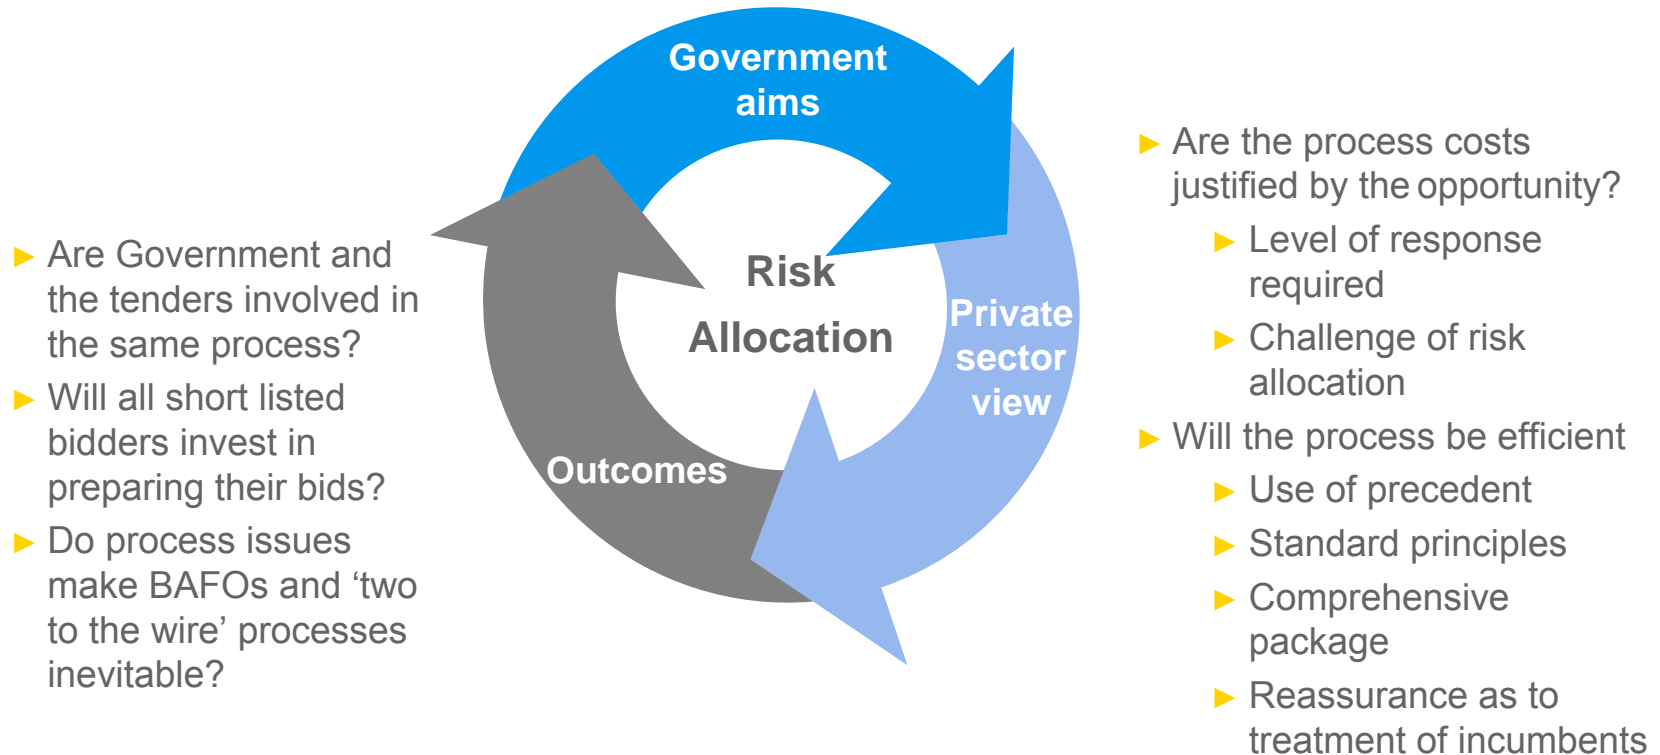 Government
aims
Risk
Allocation
Private
sector
view
Outcomes
► Are Government and
the tenders involved in
the same process?
► Will all short listed
bidders invest in
preparing their bids?
► Do process issues
make BAFOs and ‘two
to the wire’ processes
inevitable?
► Are the process costs
justified by the opportunity?
► Level of response
required
► Challenge of risk
allocation
► Will the process be efficient
► Use of precedent
► Standard principles
► Comprehensive
package
► Reassurance as to
treatment of incumbents